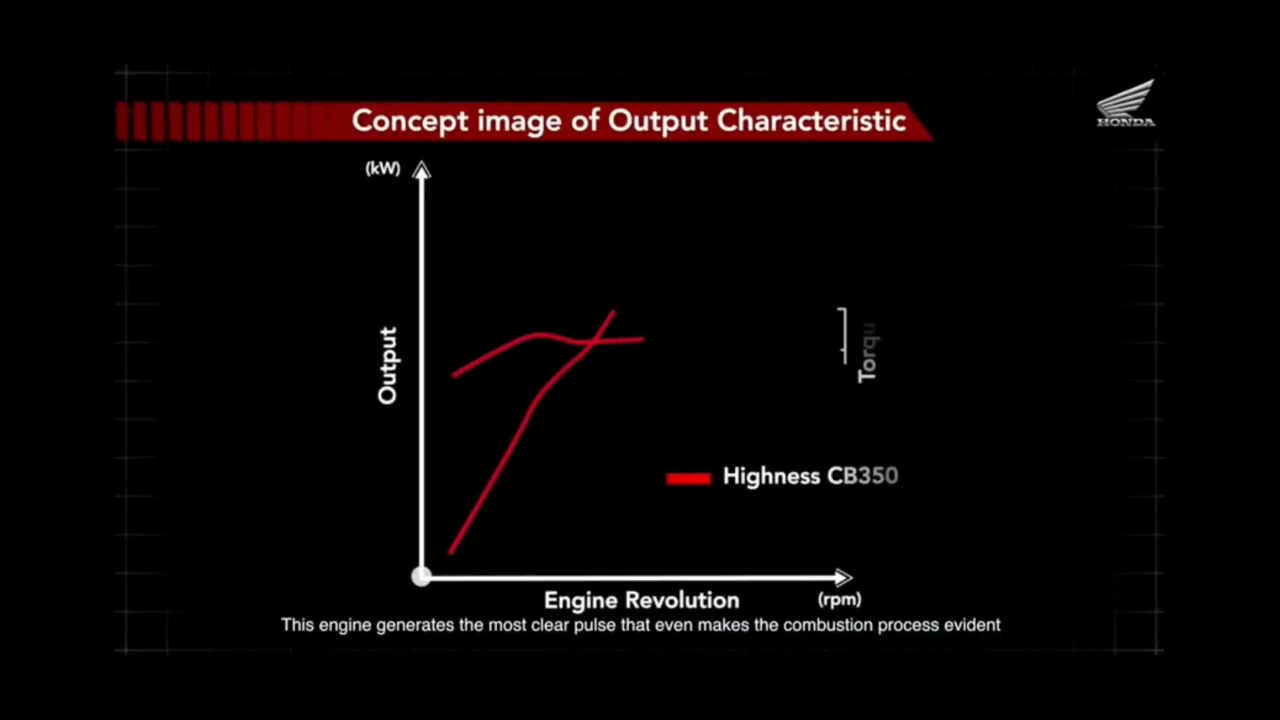 Concept image of Output Characteristic
HONDA
(kW)
Output
Torqu
Highness CB350
Engine Revolution
(rpm)
This engine generates the most clear pulse that even makes the combustion process evident